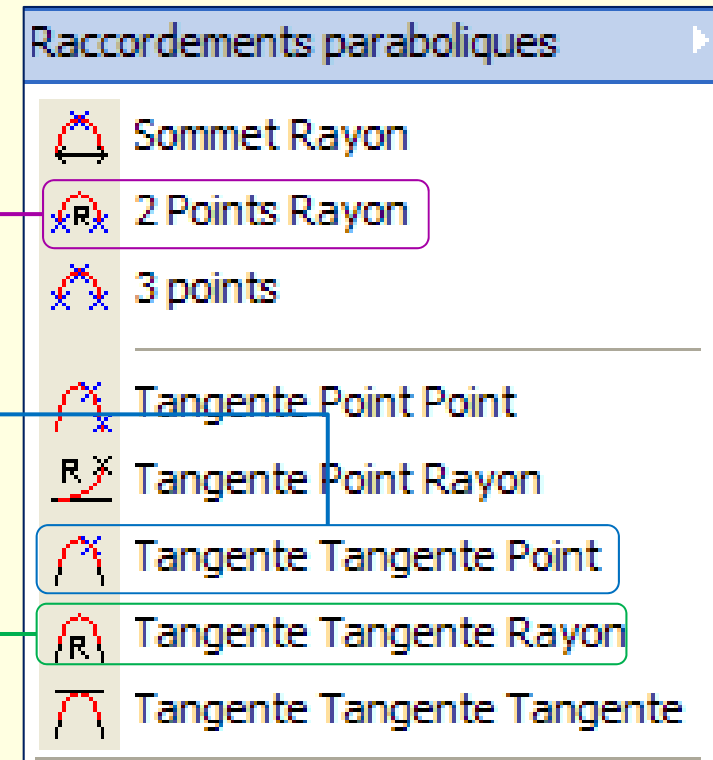 Raccordements paraboliques
Sommet Rayon
R 2 Points Rayon
3 points
Tangente Point Point
R Tangente Point Rayon
Tangente Tangente Point
R Tangente Tangente Rayon
Tangente Tangente Tangente